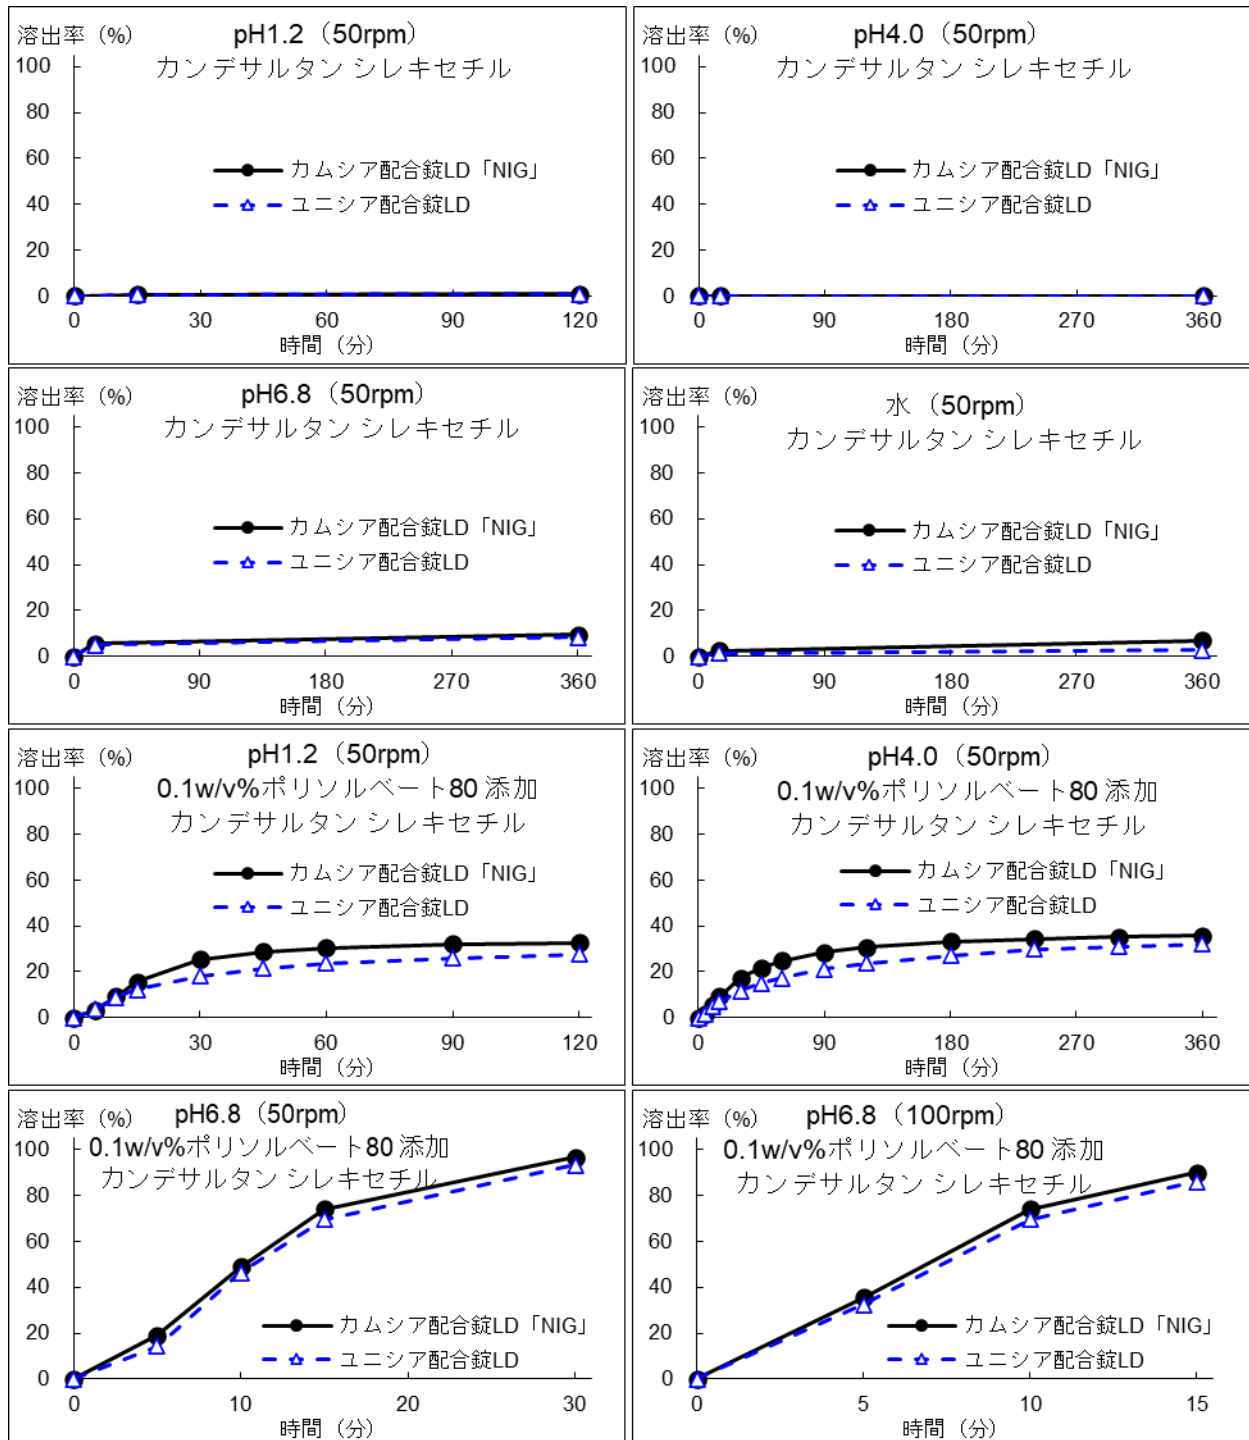 溶出率 (%)
pH1.2 (50rpm)
カンデサルタン シレキセチル
100
80
60
40
20
0
カムシア配合錠LD「NIG」
ユニシア配合錠LD
0 30 60 90 120
時間 (分)
溶出率 (%)
pH4.0 (50rpm)
カンデサルタン シレキセチル
100
80
60
40
20
0
カムシア配合錠LD「NIG」
ユニシア配合錠LD
0 90 180 270 360
時間 (分)
溶出率 (%)
pH6.8 (50rpm)
カンデサルタン シレキセチル
100
80
60
40
20
0
カムシア配合錠LD「NIG」
ユニシア配合錠LD
0 90 180 270 360
時間 (分)
溶出率 (%)
水 (50rpm)
カンデサルタン シレキセチル
100
80
60
40
20
0
カムシア配合錠LD「NIG」
ユニシア配合錠LD
0 90 180 270 360
時間 (分)
溶出率 (%)
pH1.2 (50rpm)
0.1w/v%ポリソルベート80 添加
カンデサルタン シレキセチル
100
80
60
40
20
0
カムシア配合錠LD「NIG」
ユニシア配合錠LD
0 30 60 90 120
時間 (分)
溶出率 (%)
pH4.0 (50rpm)
0.1w/v%ポリソルベート80 添加
カンデサルタン シレキセチル
100
80
60
40
20
0
カムシア配合錠LD「NIG」
ユニシア配合錠LD
0 90 180 270 360
時間 (分)
溶出率 (%)
pH6.8 (50rpm)
0.1w/v%ポリソルベート80 添加
カンデサルタン シレキセチル
100
80
60
40
20
0
カムシア配合錠LD「NIG」
ユニシア配合錠LD
0 10 20 30
時間 (分)
溶出率 (%)
pH6.8 (100rpm)
0.1w/v%ポリソルベート80 添加
カンデサルタン シレキセチル
100
80
60
40
20
0
カムシア配合錠LD「NIG」
ユニシア配合錠LD
0 5 10 15
時間 (分)